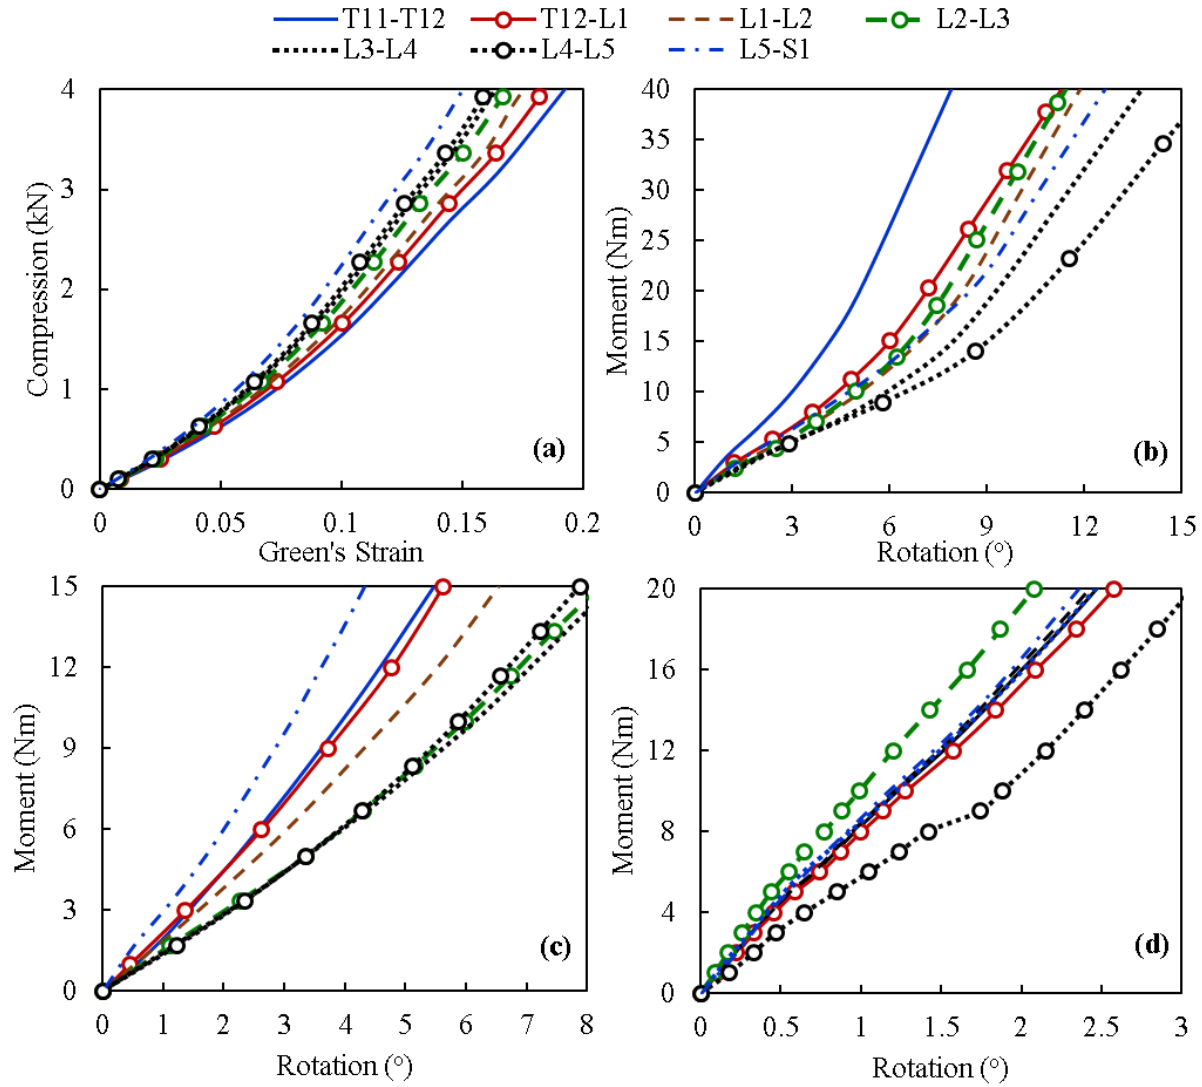 T11-T12 T12-L1 L1-L2 L2-L3
L3-L4 L4-L5 L5-S1
4
3
2
1
0
Compression (kN)
(a)
0 0.05 0.1 0.15 0.2
Green's Strain
40
35
30
25
20
15
10
5
0
Moment (Nm)
(b)
0 3 6 9 12 15
Rotation (°)
15
12
9
6
3
0
Moment (Nm)
(c)
0 1 2 3 4 5 6 7 8
Rotation (°)
20
16
12
8
4
0
Moment (Nm)
(d)
0 0.5 1 1.5 2 2.5 3
Rotation (°)